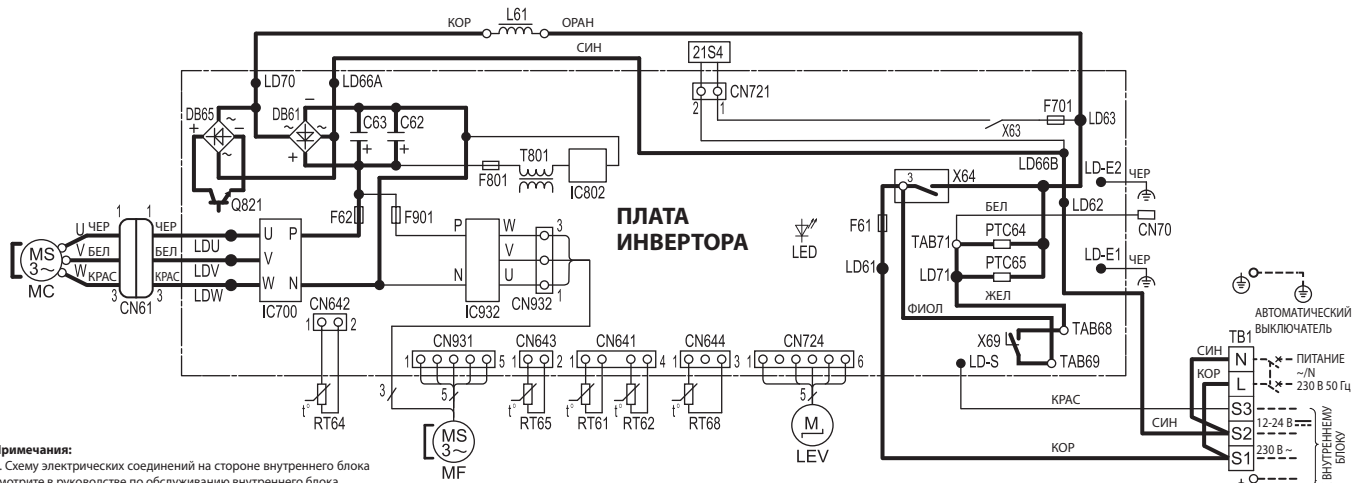 КОР L61 ОРАН
СИН
21S4
LD70 LD66A
CN721
2 1
F701
DB65 DB61 C63 C62
X63 LD63
+ ~ − ~ − ~ + ~ + +
T801
F801 IC802
LD66B
3 X64
LD-E2 ЧЕР
Q821
БЕЛ LD62
F62 F901
ПЛАТА
ИНВЕРТОРА
LED
F61 TAB71 PTC64 CN70
1 1
U ЧЕР ЧЕР LDU U P P W 3
MS
3~
V БЕЛ БЕЛ LDV V V
W КРАС КРАС LDW W N N U 1
MC
3 3
CN61 IC700 IC932 CN932
LD61 LD71 PTC65 LD-E1 ЧЕР
ФИОЛ ЖЕЛ
АВТОМАТИЧЕСКИЙ
ВЫКЛЮЧАТЕЛЬ
CN642
1 2
X69 TAB68
TAB69
TB1
CN931 CN643 CN641 CN644 CN724
1 5 1 2 1 4 1 3 1 6
LD-S
СИН N ПИТАНИЕ
~/N
КОР L 230 В 50 Гц
3 5 5
t° t° t° t° t°
RT64 RT65 RT61 RT62 RT68
КРАС S3
12-24 В
СИН S2
230 В ~
КОР S1
ВНУТРЕННЕМУ
БЛОКУ
MS
3~
MF
M
LEV
Примечания:
. Схему электрических соединений на стороне внутреннего блока